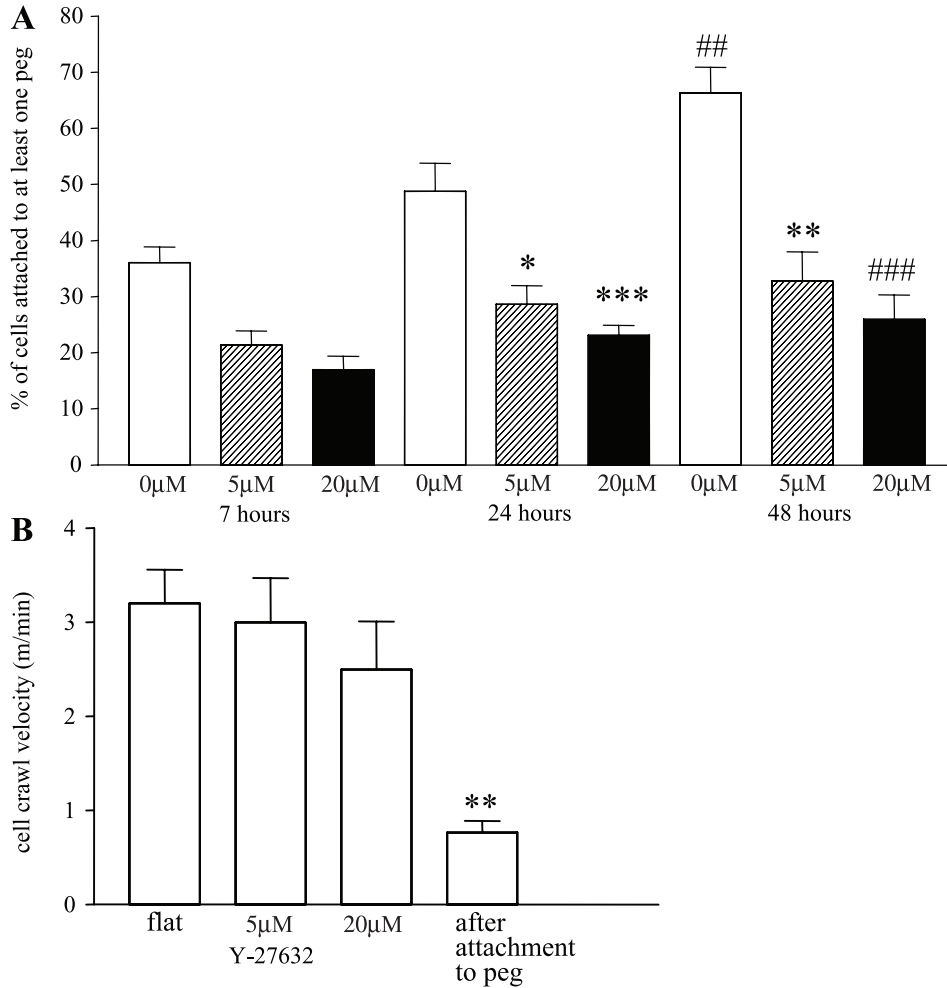 A
% of cells attached to at least one peg
80
70
60
50
40
30
20
10
0
##
*
***
**
###
0μM 5μM 20μM 0μM 5μM 20μM 0μM 5μM 20μM
7 hours 24 hours 48 hours
B
cell crawl velocity (m/min)
4
3
2
1
0
**
flat 5μM 20μM after
attachment
to peg
Y-27632